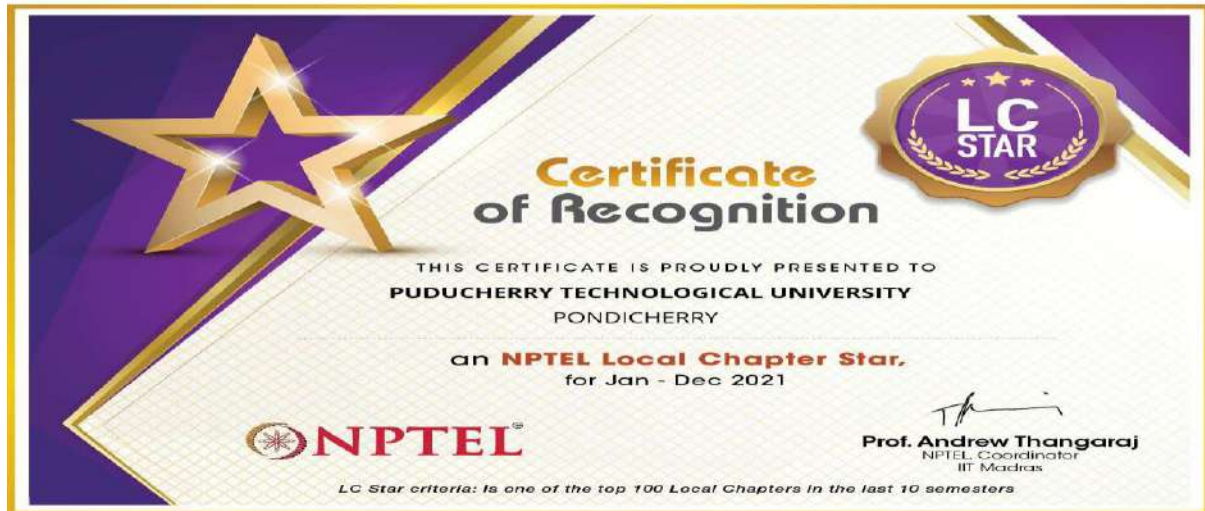 LC
STAR
Certificate
of Recognition
THIS CERTIFICATE IS PROUDLY PRESENTED TO
PUDUCHERRY TECHNOLOGICAL UNIVERSITY
PONDICHERRY
an NPTEL Local Chapter Star,
for Jan - Dec 2021
NPTEL®
Prof. Andrew Thangaraj
NPTEL Coordinator
IIT Madras
LC Star criteria: Is one of the top 100 Local Chapters in the last 10 semesters